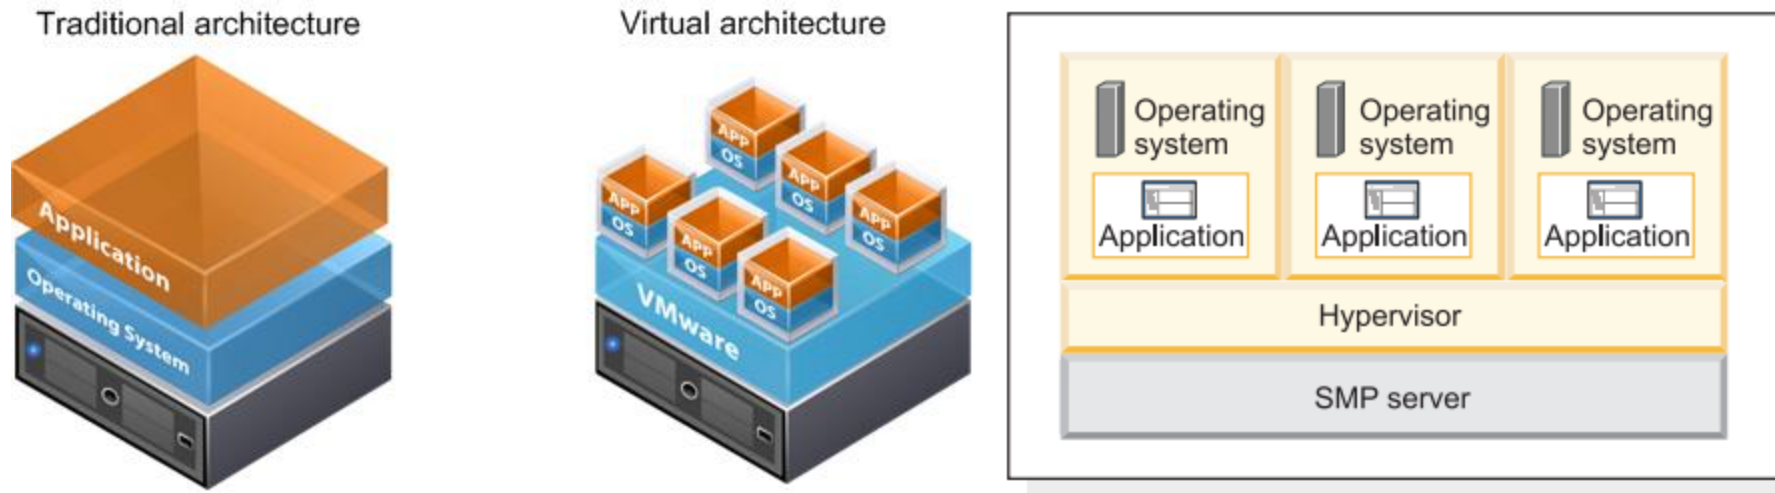 Traditional architecture
Application
Operating System
Virtual architecture
APP
OS
APP
OS
APP
OS
APP
OS
APP
OS
APP
OS
VMware
Operating
system
Application
Operating
system
Application
Operating
system
Application
Hypervisor
SMP server